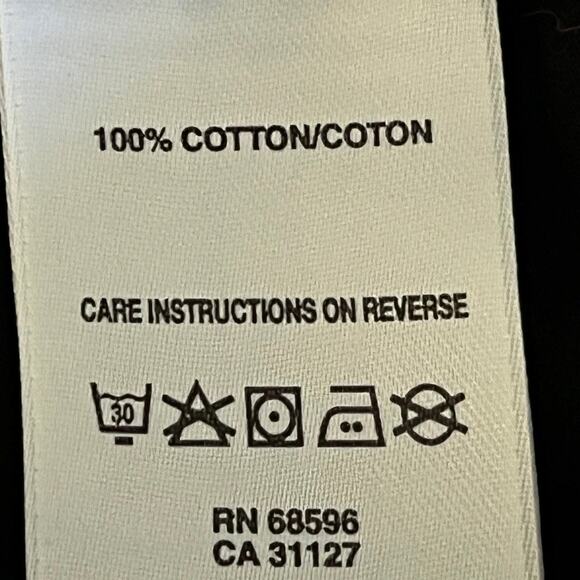 100% COTTON/COTON
CARE INSTRUCTIONS ON REVERSE
30
RN 68596
CA 31127